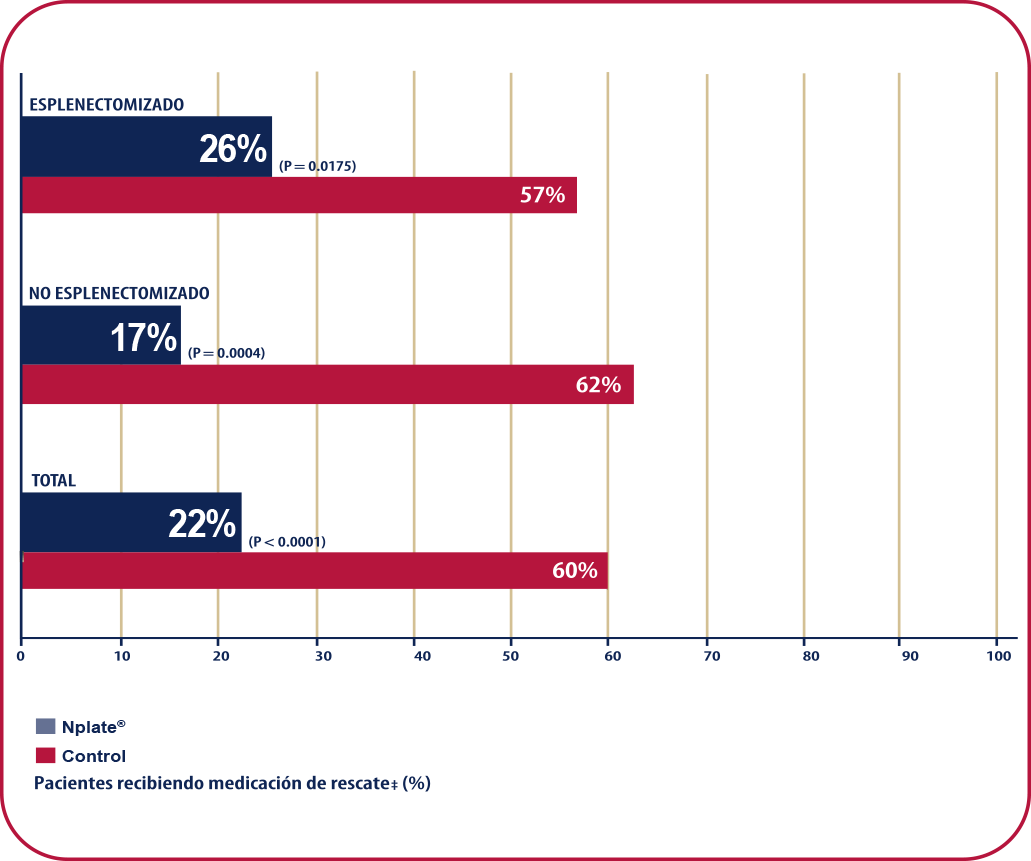 ESPLENECTOMIZADO
26%
(P = 0.0175)
57%
NO ESPLENECTOMIZADO
17%
(P = 0.0004)
62%
TOTAL
22%
(P < 0.0001)
60%
0 10 20 30 40 50 60 70 80 90 100
Nplate®
Control
Pacientes recibiendo medicación de rescate‡ (%)